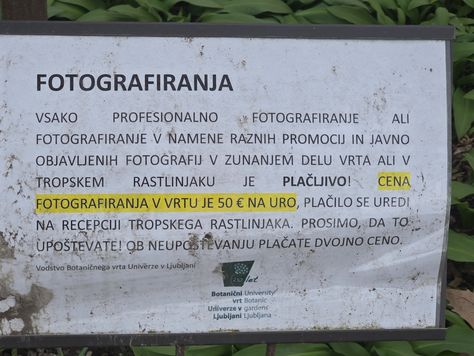 FOTOGRAFIRANJA
VSAKO PROFESIONALNO FOTOGRAFIRANJE ALI
FOTOGRAFIRANJE V NAMENE RAZNIH PROMOCIJ IN JAVNO
OBJAVLJENIH FOTOGRAFIJ V ZUNANJEM DELU VRTA ALI V
TROPSKEM RASTLINJAKU JE PLAČLJIVO! CENA
FOTOGRAFIRANJA V VRTU JE 50 € NA URO, PLAČILO SE UREDI
NA RECEPCIJI TROPSKEGA RASTLINJAKA. PROSIMO, DA TO
UPOŠTEVATE! OB NEUPOŠTEVANJU PLAČATE DVOJNO CENO.
Vodstvo Botaničnega vrta Univerze v Ljubljani
Botanični University
vrt Botanic
Univerze v gardens
Ljubljani Ljubljana